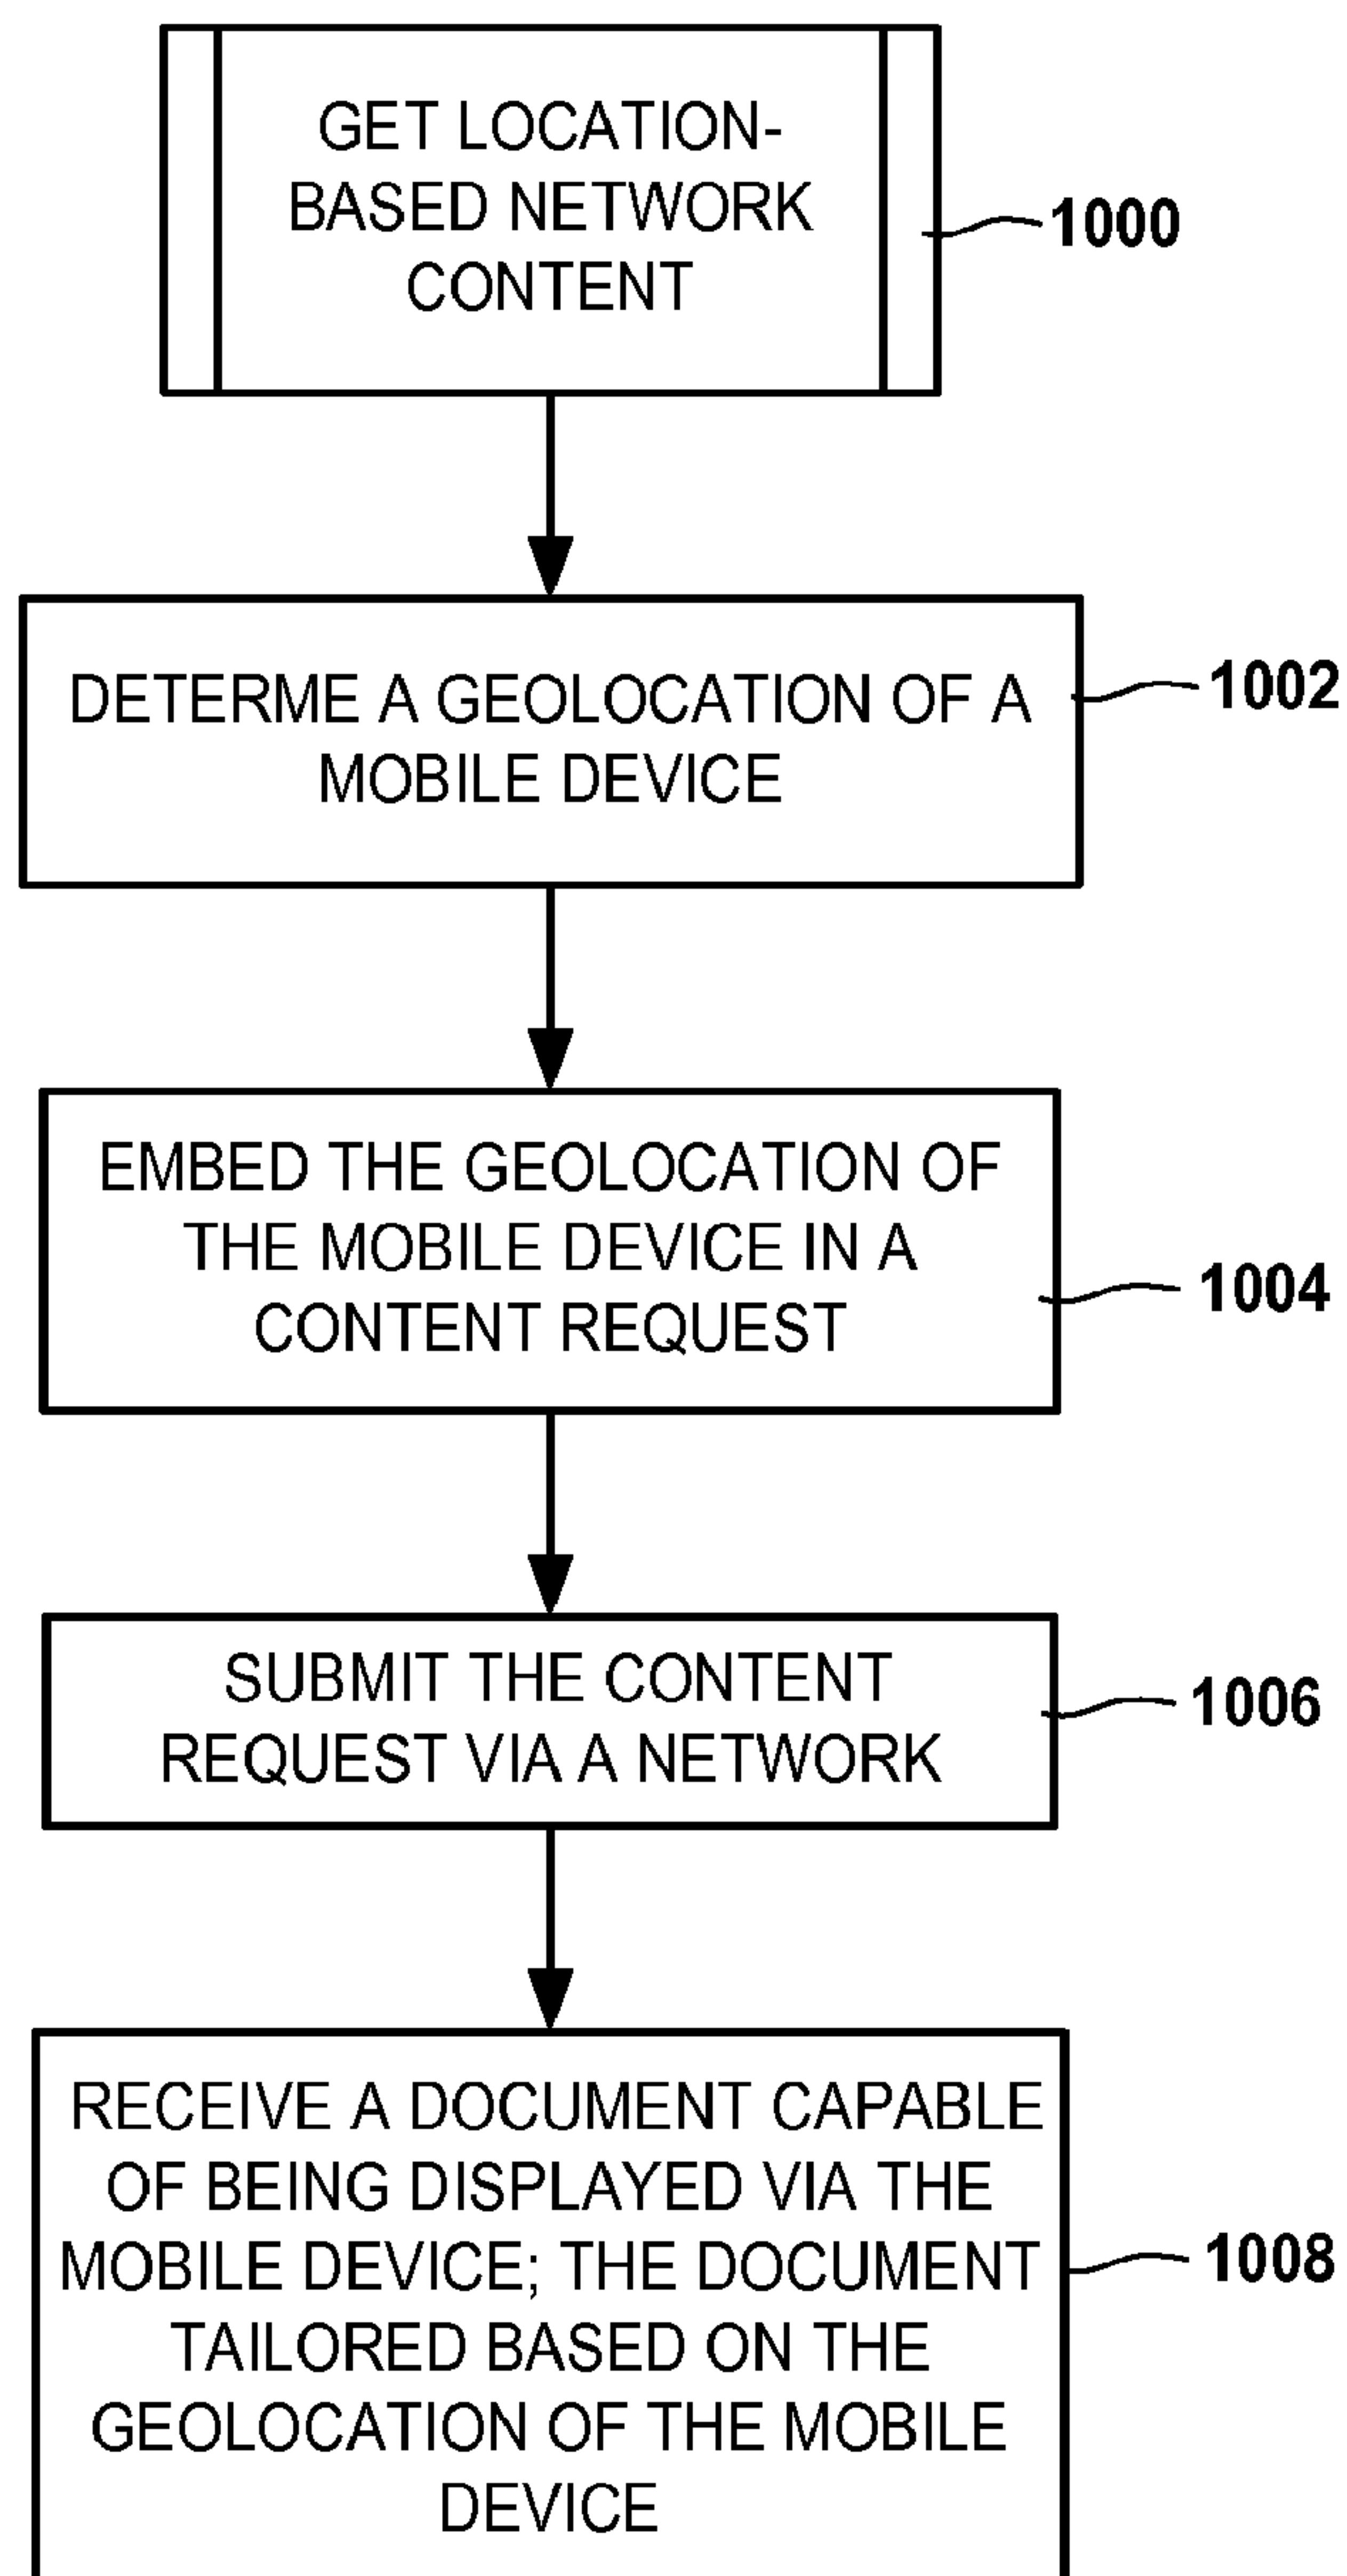 GET LOCATION-
BASED NETWORK
CONTENT
1000
DETERME A GEOLOCATION OF A
MOBILE DEVICE
1002
EMBED THE GEOLOCATION OF
THE MOBILE DEVICE IN A
CONTENT REQUEST
1004
SUBMIT THE CONTENT
REQUEST VIA A NETWORK
1006
RECEIVE A DOCUMENT CAPABLE
OF BEING DISPLAYED VIA THE
MOBILE DEVICE; THE DOCUMENT
TAILORED BASED ON THE
GEOLOCATION OF THE MOBILE
DEVICE
1008